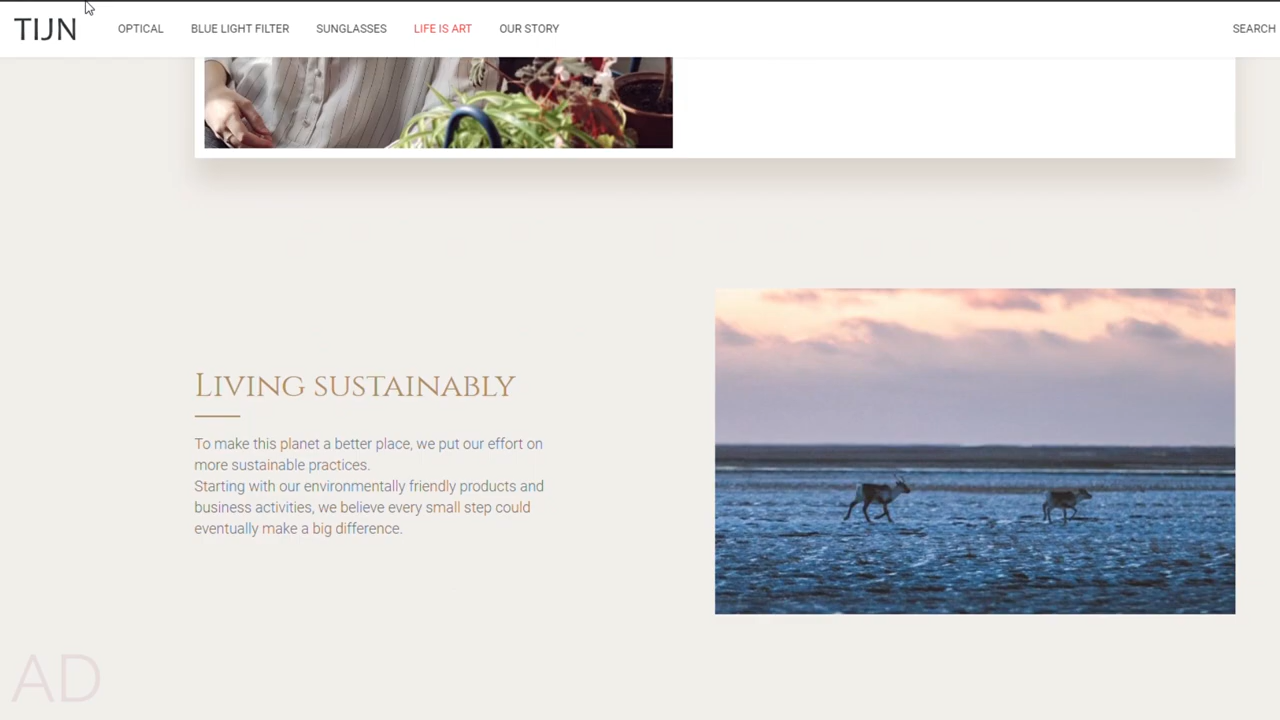 TIJN
OPTICAL BLUE LIGHT FILTER SUNGLASSES LIFE IS ART OUR STORY SEARCH
LIVING SUSTAINABLY
To make this planet a better place, we put our effort on
more sustainable practices.
Starting with our environmentally friendly products and
business activities, we believe every small step could
eventually make a big difference.
AD